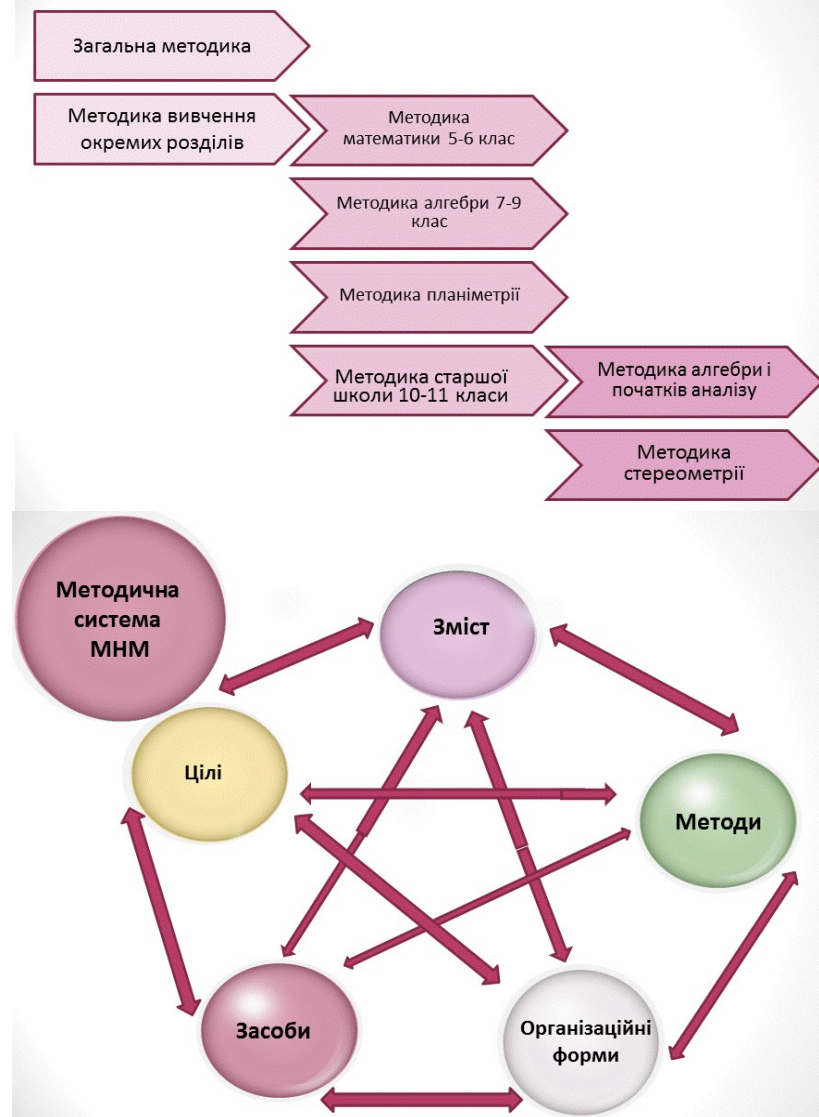 Загальна методика
Методика вивчення
окремих розділів
Методика
математики 5-6 клас
Методика алгебри 7-9
клас
Методика планіметрії
Методика старшої
школи 10-11 класи
Методика алгебри і
початків аналізу
Методика
стереометрії
Методична
система
МНМ
Зміст
Цілі
Методи
Засоби
Організаційні
форми